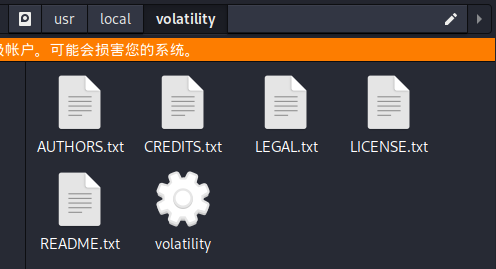 usr local volatility
帐户。可能会损害您的系统。
AUTHORS.txt CREDITS.txt LEGAL.txt LICENSE.txt
README.txt volatility